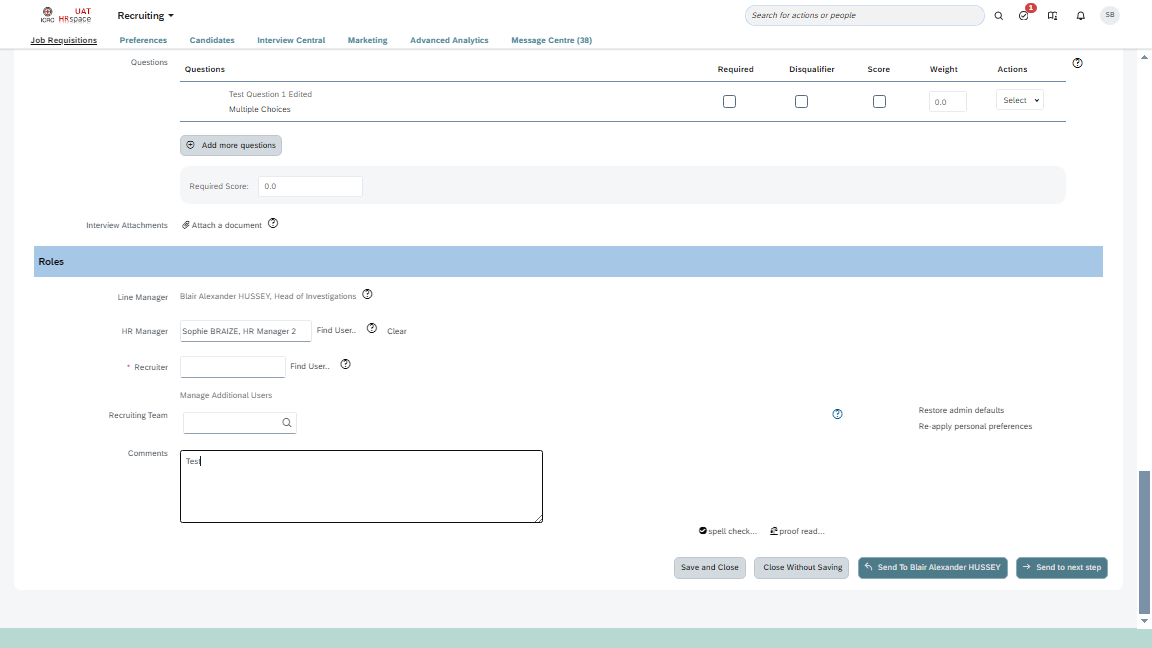 ICRC UAT HRspace
Recruiting
Search for actions or people
1
SB
Job Requisitions Preferences Candidates Interview Central Marketing Advanced Analytics Message Centre (38)
Questions
Questions Required Disqualifier Score Weight Actions
Test Question 1 Edited
Multiple Choices
0.0
Select
Add more questions
Required Score: 0.0
Interview Attachments Attach a document
Roles
Line Manager Blair Alexander HUSSEY, Head of Investigations
HR Manager Sophie BRAIZE, HR Manager 2 Find User.. Clear
* Recruiter Find User..
Manage Additional Users
Recruiting Team
Restore admin defaults
Re-apply personal preferences
Comments
Test
spell check... proof read...
Save and Close Close Without Saving Send To Blair Alexander HUSSEY Send to next step